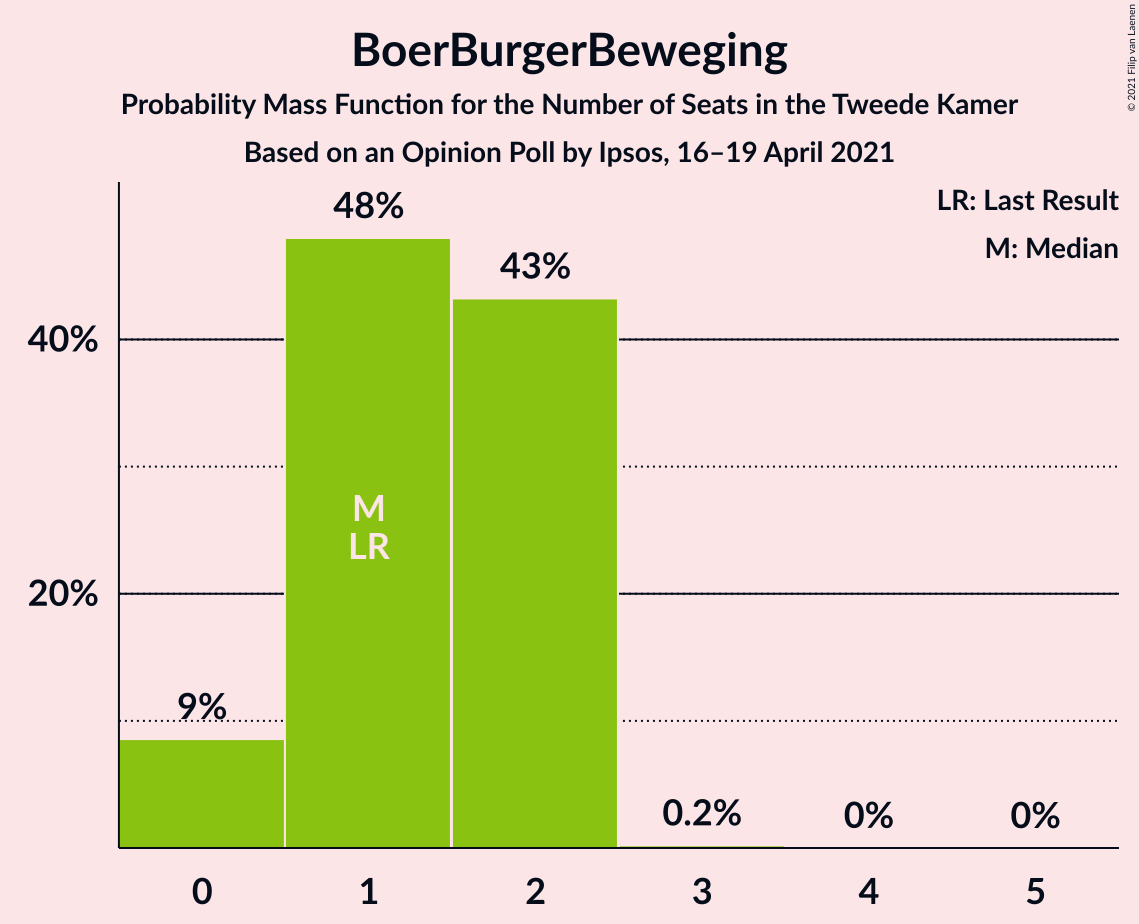 BoerBurgerBeweging
Probability Mass Function for the Number of Seats in the Tweede Kamer
Based on an Opinion Poll by Ipsos, 16–19 April 2021
© 2021 Filip van Laenen
LR: Last Result
M: Median
48%
43%
40%
M
LR
20%
9%
0.2%
0%
0%
0
1
2
3
4
5